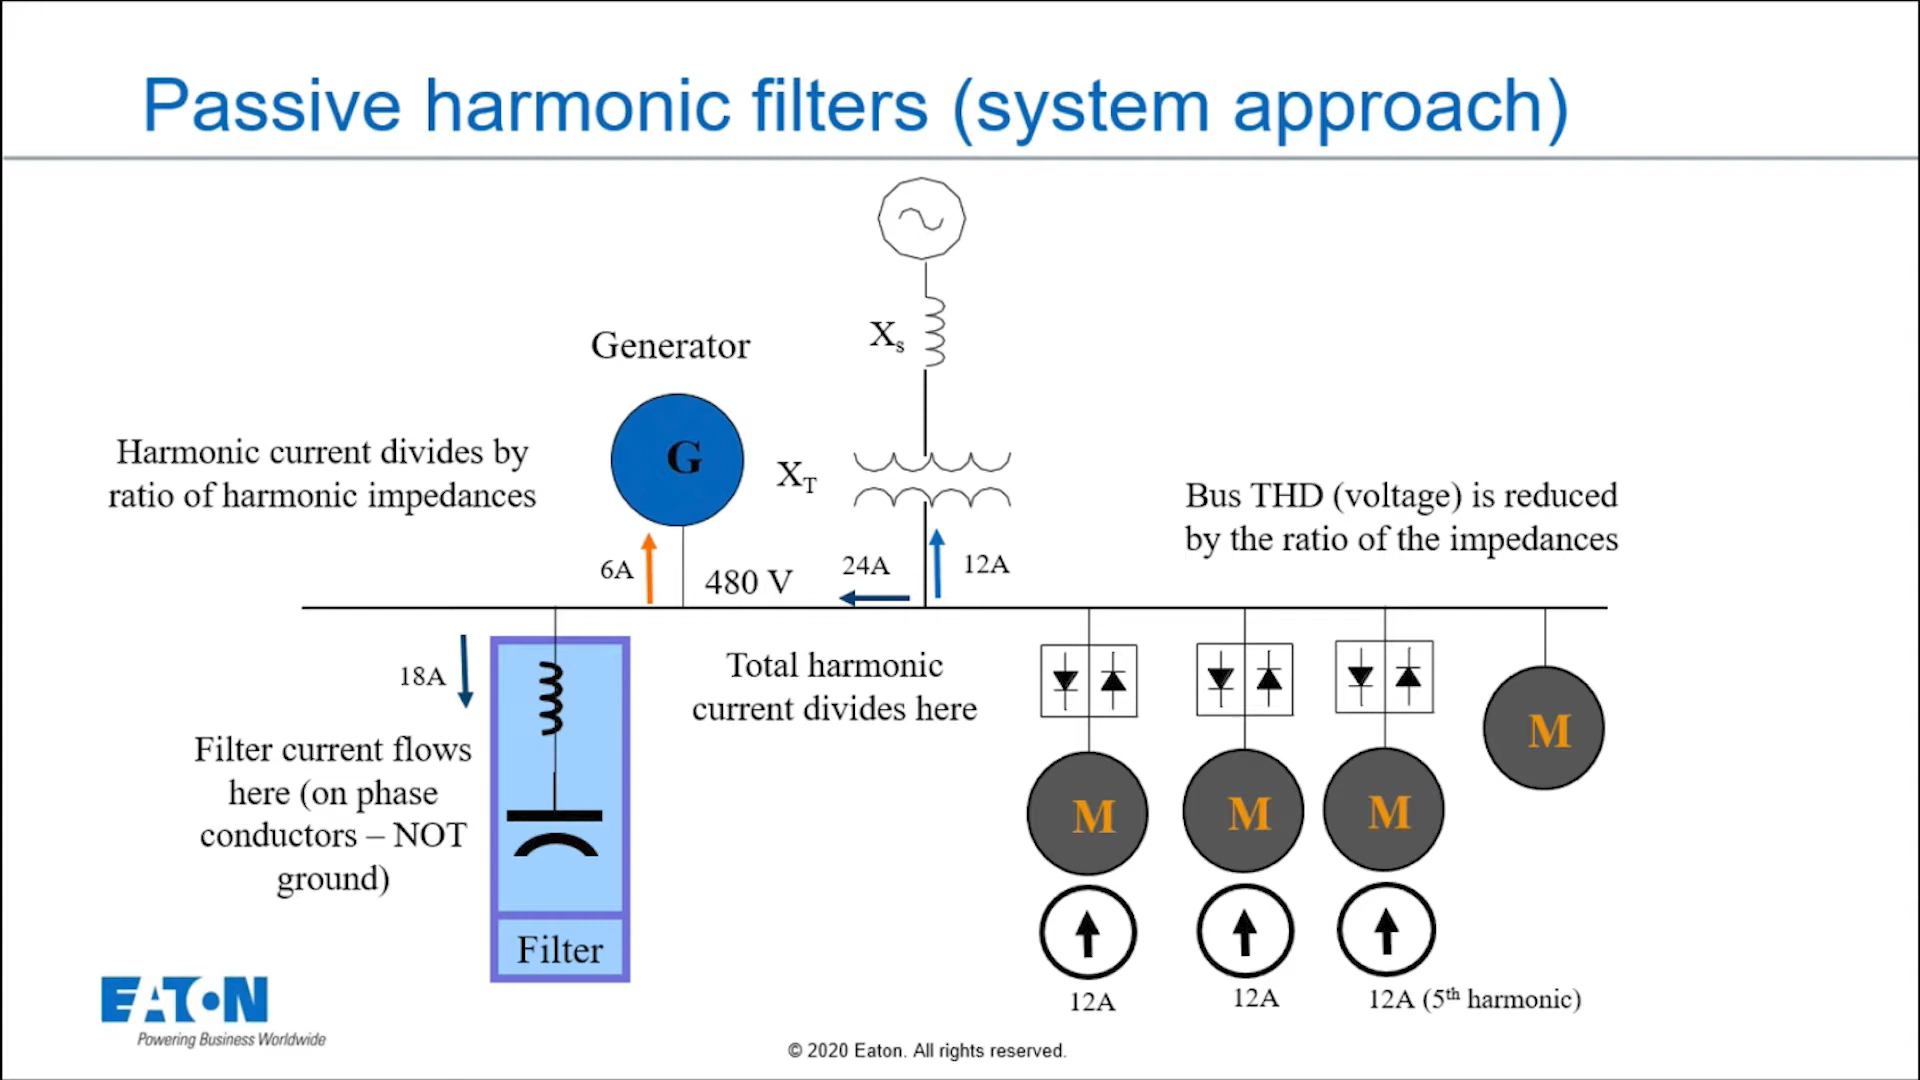 Passive harmonic filters (system approach)
Xs
Generator
G
XT
Harmonic current divides by
ratio of harmonic impedances
Bus THD (voltage) is reduced
by the ratio of the impedances
6A
480 V
24A
12A
18A
Total harmonic
current divides here
Filter current flows
here (on phase
conductors – NOT
ground)
Filter
M
M
M
M
12A
12A
12A (5th harmonic)
EATON
Powering Business Worldwide
© 2020 Eaton. All rights reserved.